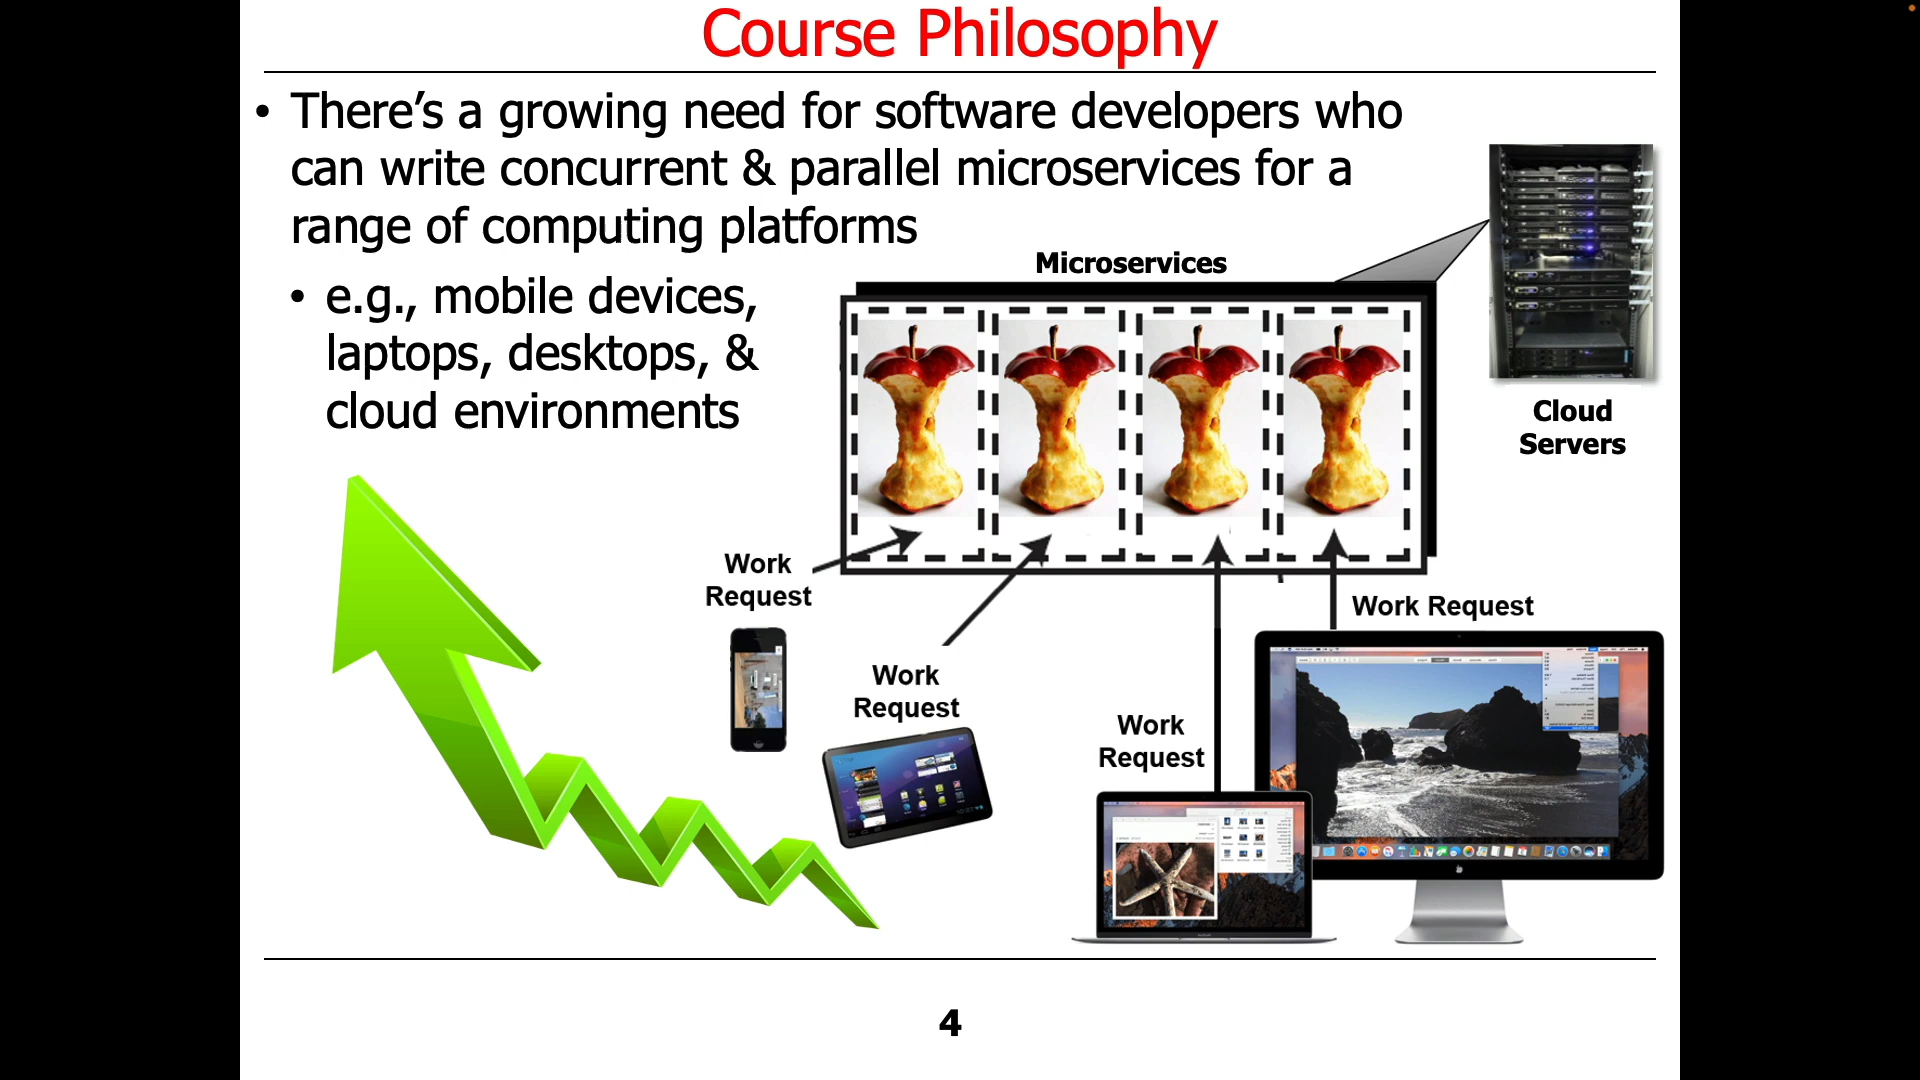 Course Philosophy
• There’s a growing need for software developers who
can write concurrent & parallel microservices for a
range of computing platforms
• e.g., mobile devices,
laptops, desktops, &
cloud environments
Microservices
Cloud
Servers
Work
Request
Work
Request
Work
Request
Work Request
4